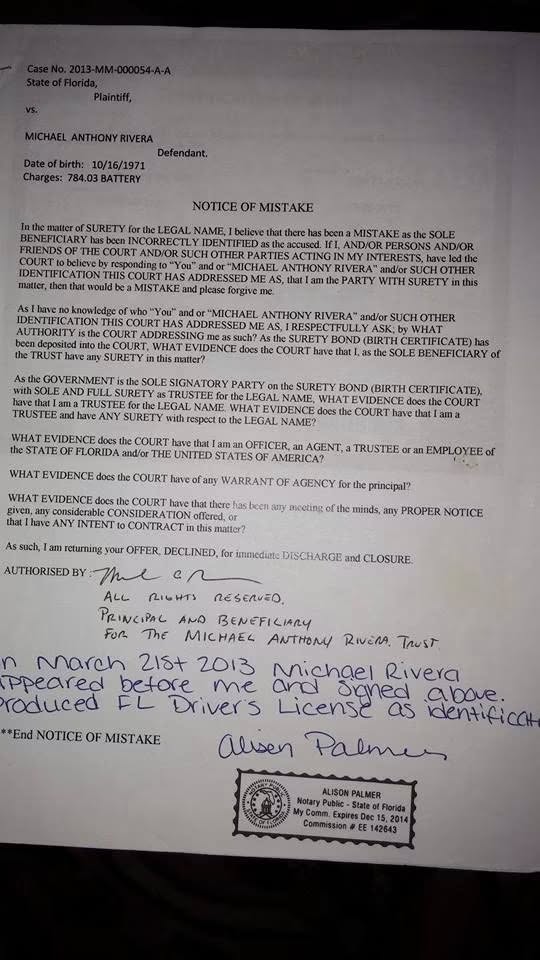 Case No. 2013-MM-000054-A-A
State of Florida,
Plaintiff,
vs.
MICHAEL ANTHONY RIVERA
Defendant.
Date of birth: 10/16/1971
Charges: 784.03 BATTERY
NOTICE OF MISTAKE
In the matter of SURETY for the LEGAL NAME, I believe that there has been a MISTAKE as the SOLE
BENEFICIARY has been INCORRECTLY IDENTIFIED as the accused. If I, AND/OR PERSONS AND/OR
FRIENDS OF THE COURT AND/OR SUCH OTHER PARTIES ACTING IN MY INTERESTS, have led the
COURT to believe by responding to "You" and or "MICHAEL ANTHONY RIVERA" and/or SUCH OTHER
IDENTIFICATION THIS COURT HAS ADDRESSED ME AS, that I am the PARTY WITH SURETY in this
matter, then that would be a MISTAKE and please forgive me.
As I have no knowledge of who "You" and or "MICHAEL ANTHONY RIVERA" and/or SUCH OTHER
IDENTIFICATION THIS COURT HAS ADDRESSED ME AS, I RESPECTFULLY ASK; by WHAT
AUTHORITY is the COURT ADDRESSING me as such? As the SURETY BOND (BIRTH CERTIFICATE) has
been deposited into the COURT, WHAT EVIDENCE does the COURT have that I, as the SOLE BENEFICIARY of
the TRUST have any SURETY in this matter?
As the GOVERNMENT is the SOLE SIGNATORY PARTY on the SURETY BOND (BIRTH CERTIFICATE),
with SOLE AND FULL SURETY as TRUSTEE for the LEGAL NAME, WHAT EVIDENCE does the COURT
have that I am a TRUSTEE for the LEGAL NAME. WHAT EVIDENCE does the COURT have that I am a
TRUSTEE and have ANY SURETY with respect to the LEGAL NAME?
WHAT EVIDENCE does the COURT have that I am an OFFICER, an AGENT, a TRUSTEE or an EMPLOYEE of
the STATE OF FLORIDA and/or THE UNITED STATES OF AMERICA?
WHAT EVIDENCE does the COURT have of any WARRANT OF AGENCY for the principal?
WHAT EVIDENCE does the COURT have that there has been any meeting of the minds, any PROPER NOTICE
given, any considerable CONSIDERATION offered, or
that I have ANY INTENT to CONTRACT in this matter?
As such, I am returning your OFFER, DECLINED, for immediate DISCHARGE and CLOSURE.
AUTHORISED BY:
ALL RIGHTS RESERVED,
PRINCIPAL AND BENEFICIARY
FOR THE MICHAEL ANTHONY RIVERA, TRUST
n March 21st 2013 Michael Rivera
appeared before me and signed above.
produced FL Driver's License as identificat
**End NOTICE OF MISTAKE
Alison Palmer
ALISON PALMER
Notary Public - State of Florida
My Comm. Expires Dec 15, 2014
Commission # EE 142643
NOTARY PUBLIC
STATE OF FLORIDA